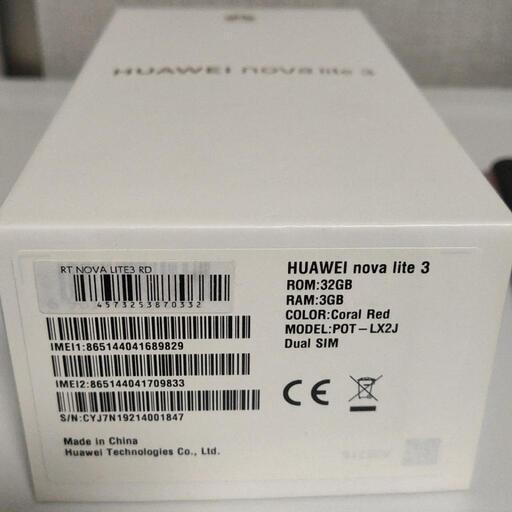 HUAWEI nova lite 3
RT NOVA LITE3 RD
4573253870332
IMEI1:865144041689829
IMEI2:865144041709833
S/N:CYJ7N19214001847
Made in China
Huawei Technologies Co., Ltd.
HUAWEI nova lite 3
ROM:32GB
RAM:3GB
COLOR:Coral Red
MODEL:POT-LX2J
Dual SIM
CE